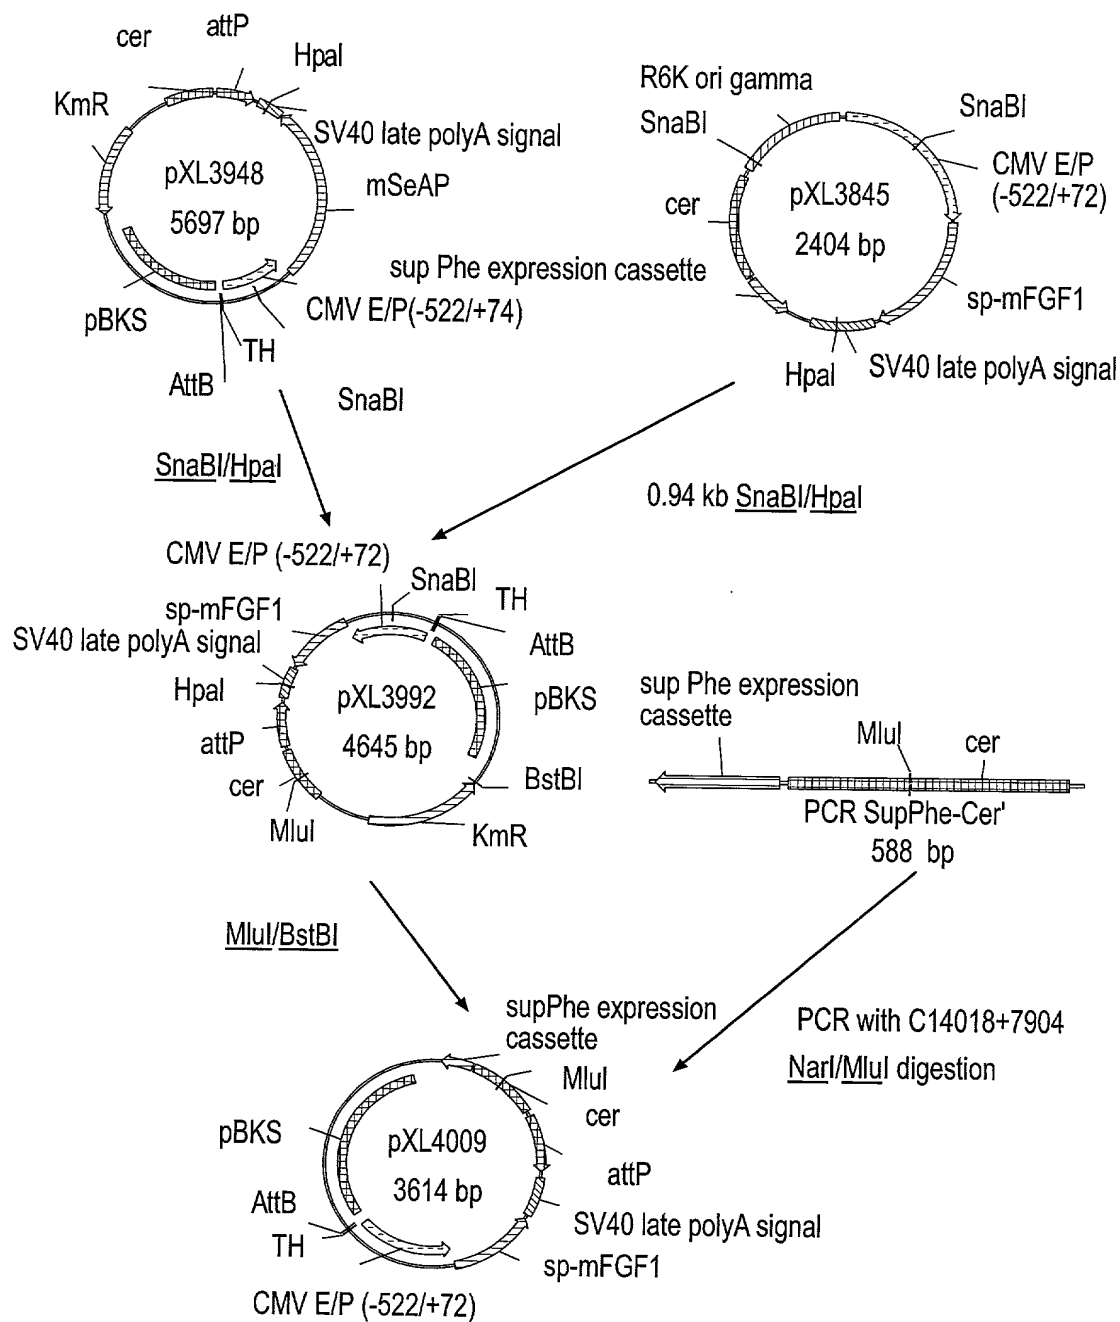 cer
attP
HpaI
KmR
SV40 late polyA signal
mSeAP
pXL3948
5697 bp
pBKS
CMV E/P(-522/+74)
TH
AttB
SnaBI
R6K ori gamma
SnaBI
SnaBI
CMV E/P
(-522/+72)
cer
pXL3845
2404 bp
sup Phe expression cassette
sp-mFGF1
HpaI
SV40 late polyA signal
SnaBI/HpaI
0.94 kb SnaBI/HpaI
CMV E/P (-522/+72)
SnaBI
TH
sp-mFGF1
SV40 late polyA signal
AttB
HpaI
pXL3992
4645 bp
pBKS
attP
cer
BstBI
MluI
KmR
sup Phe expression
cassette
MluI
cer
PCR SupPhe-Cer'
588 bp
MluI/BstBI
supPhe expression
cassette
PCR with C14018+7904
NarI/MluI digestion
MluI
cer
pBKS
pXL4009
3614 bp
attP
AttB
SV40 late polyA signal
TH
sp-mFGF1
CMV E/P (-522/+72)